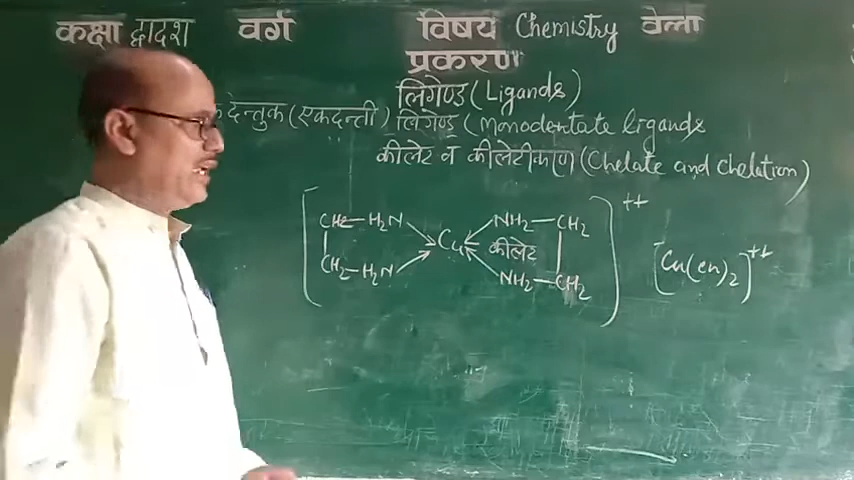 कक्षा द्वादश वर्ग विषय Chemistry वेला
प्रकरण
लिगेण्ड (Ligands)
देन्तुक (एकदन्ती) लिगेण्ड (Monodentate ligands
कीलेट व कीलेटीकरण (Chelate and chelation)
CH2 — H2N NH2 — CH2 ++
Cu कीलेट [Cu(en)2]++
CH2 — H2N NH2 — CH2